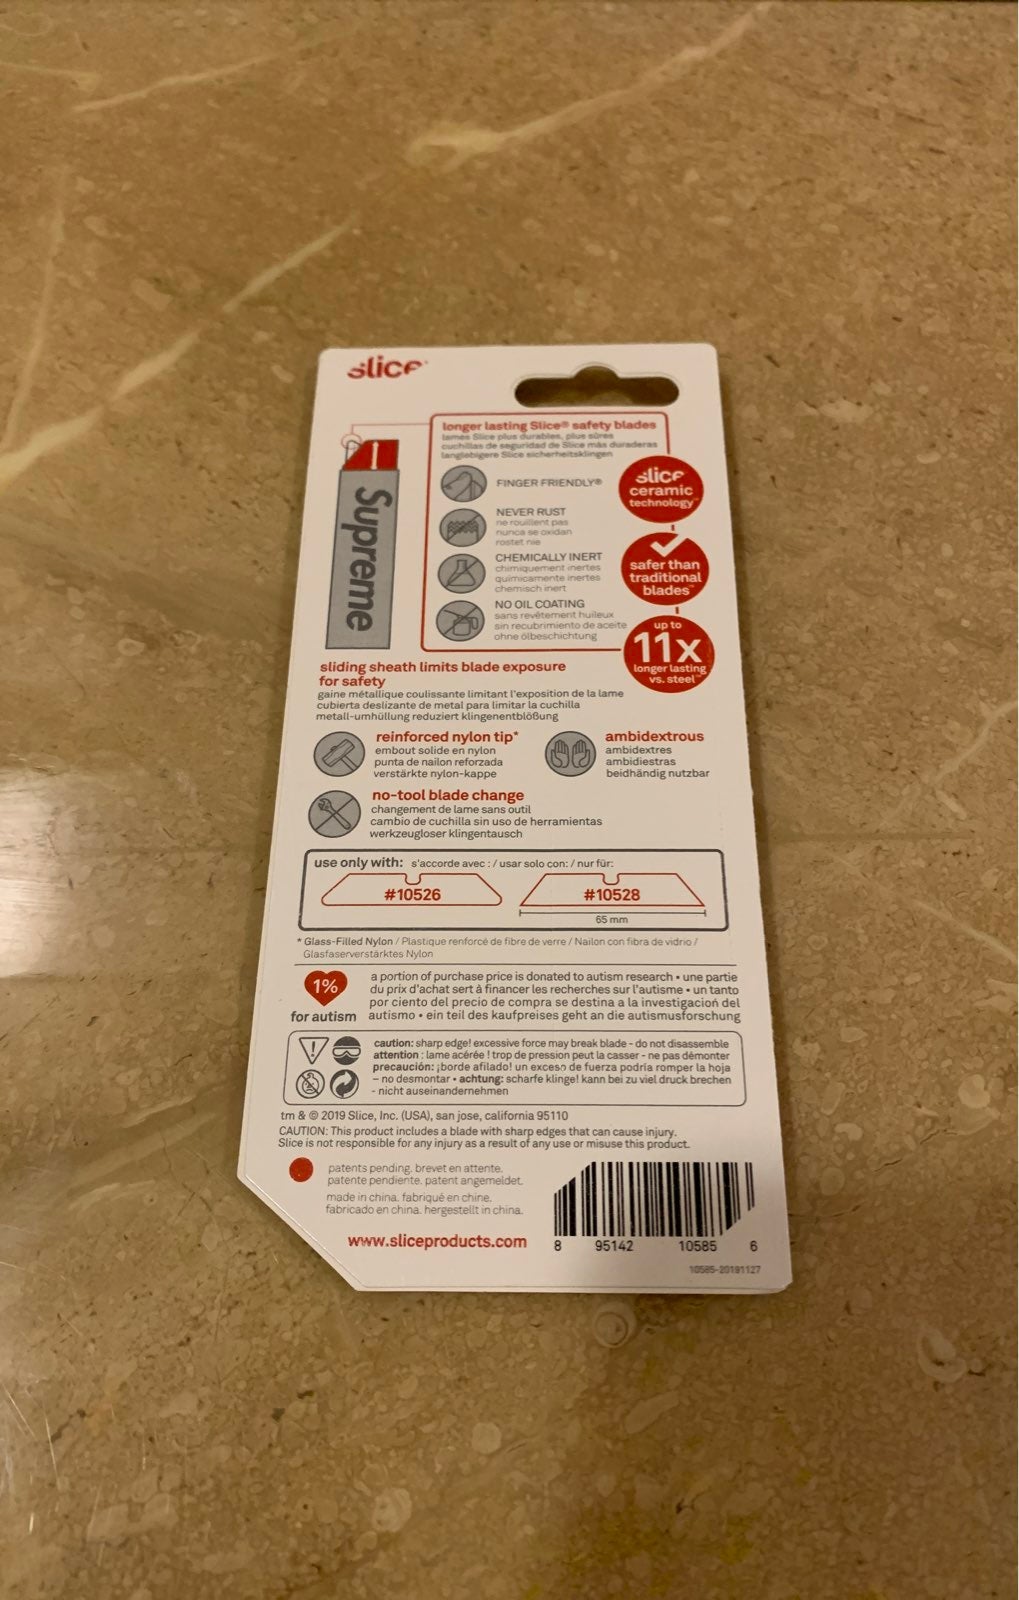 slice
longer lasting Slice® safety blades
lames Slice plus durables, plus sûres
cuchillas de seguridad de Slice más duraderas
langlebigere Slice sicherheitsklingen
FINGER FRIENDLY®
NEVER RUST
ne rouillent pas
nunca se oxidan
rostet nie
CHEMICALLY INERT
chimiquement inertes
químicamente inertes
chemisch inert
NO OIL COATING
sans revêtement huileux
sin recubrimiento de aceite
ohne ölbeschichtung
slice
ceramic
technology™
safer than
traditional
blades™
up to
11x
longer lasting
vs. steel™
Supreme
sliding sheath limits blade exposure
for safety
gaine métallique coulissante limitant l'exposition de la lame
cubierta deslizante de metal para limitar la cuchilla
metall-umhüllung reduziert klingenentblößung
reinforced nylon tip*
embout solide en nylon
punta de nailon reforzada
verstärkte nylon-kappe
ambidextrous
ambidextres
ambidiestras
beidhändig nutzbar
no-tool blade change
changement de lame sans outil
cambio de cuchilla sin uso de herramientas
werkzeugloser klingentausch
use only with: s'accorde avec : / usar solo con: / nur für:
#10526 #10528
65 mm
* Glass-Filled Nylon / Plastique renforcé de fibre de verre / Nailon con fibra de vidrio /
Glasfaserverstärktes Nylon
1%
for autism
a portion of purchase price is donated to autism research • une partie
du prix d'achat sert à financer les recherches sur l'autisme • un tanto
por ciento del precio de compra se destina a la investigación del
autismo • ein teil des kaufpreises geht an die autismusforschung
caution: sharp edge! excessive force may break blade - do not disassemble
attention : lame acérée ! trop de pression peut la casser - ne pas démonter
precaución: ¡borde afilado! un exceso de fuerza podría romper la hoja
– no desmontar • achtung: scharfe klinge! kann bei zu viel druck brechen
- nicht auseinandernehmen
tm & © 2019 Slice, Inc. (USA), san jose, california 95110
CAUTION: This product includes a blade with sharp edges that can cause injury.
Slice is not responsible for any injury as a result of any use or misuse this product.
patents pending. brevet en attente.
patente pendiente. patent angemeldet.
made in china. fabriqué en chine.
fabricado en china. hergestellt in china.
www.sliceproducts.com
8 95142 10585 6
10585-20191127